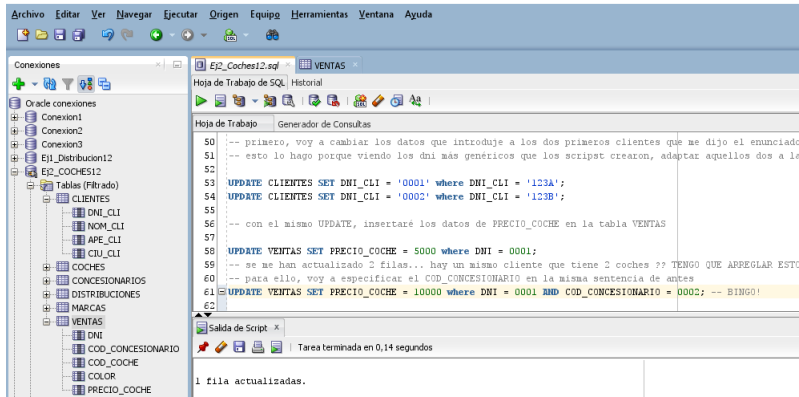 Archivo Editar Ver Navegar Ejecutar Origen Equipo Herramientas Ventana Ayuda
Conexiones
Oracle conexiones
Conexion1
Conexion2
Conexion3
Ej1_Distribucion12
Ej2_COCHES12
Tablas (Filtrado)
CLIENTES
DNI_CLI
NOM_CLI
APE_CLI
CIU_CLI
COCHES
CONCESIONARIOS
DISTRIBUCIONES
MARCAS
VENTAS
DNI
COD_CONCESIONARIO
COD_COCHE
COLOR
PRECIO_COCHE
Ej2_Coches12.sql VENTAS
Hoja de Trabajo de SQL Historial
Hoja de Trabajo Generador de Consultas
50 -- primero, voy a cambiar los datos que introduje a los dos primeros clientes que me dijo el enunciado
51 -- esto lo hago porque viendo los dni más genéricos que los scripst crearon, adaptar aquellos dos a la
52
53 UPDATE CLIENTES SET DNI_CLI = '0001' where DNI_CLI = '123A';
54 UPDATE CLIENTES SET DNI_CLI = '0002' where DNI_CLI = '123B';
55
56 -- con el mismo UPDATE, insertaré los datos de PRECIO_COCHE en la tabla VENTAS
57
58 UPDATE VENTAS SET PRECIO_COCHE = 5000 where DNI = 0001;
59 -- se me han actualizado 2 filas... hay un mismo cliente que tiene 2 coches ?? TENGO QUE ARREGLAR ESTO
60 -- para ello, voy a especificar el COD_CONCESIONARIO en la misma sentencia de antes
61 UPDATE VENTAS SET PRECIO_COCHE = 10000 where DNI = 0001 AND COD_CONCESIONARIO = 0002; -- BINGO!
62
Salida de Script
Tarea terminada en 0,14 segundos
1 fila actualizadas.